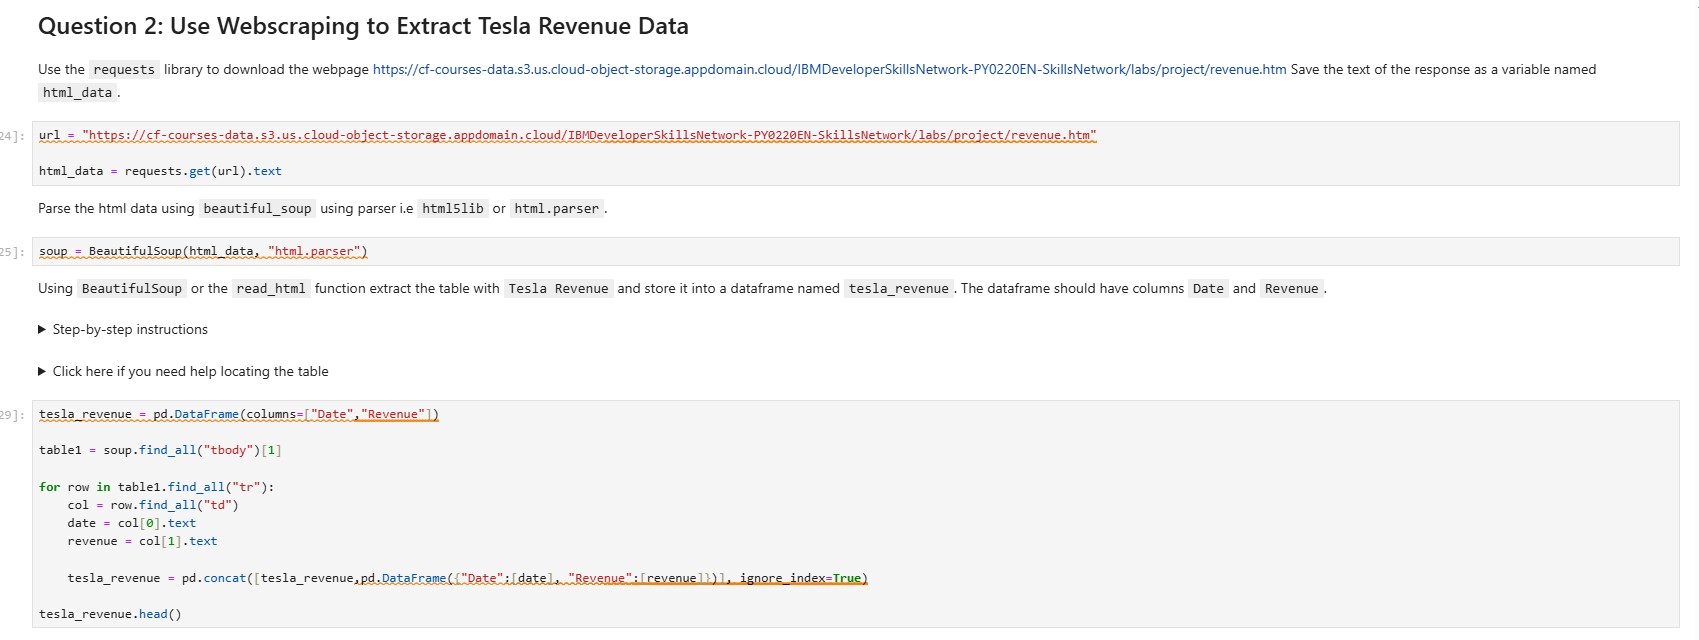 Question 2: Use Webscraping to Extract Tesla Revenue Data
Use the requests library to download the webpage https://cf-courses-data.s3.us.cloud-object-storage.appdomain.cloud/IBMDeveloperSkillsNetwork-PY0220EN-SkillsNetwork/labs/project/revenue.htm Save the text of the response as a variable named
html_data .
24]: url = "https://cf-courses-data.s3.us.cloud-object-storage.appdomain.cloud/IBMDeveloperSkillsNetwork-PY0220EN-SkillsNetwork/labs/project/revenue.htm"
html_data = requests.get(url).text
Parse the html data using beautiful_soup using parser i.e html5lib or html.parser .
25]: soup = BeautifulSoup(html_data, "html.parser")
Using BeautifulSoup or the read_html function extract the table with Tesla Revenue and store it into a dataframe named tesla_revenue . The dataframe should have columns Date and Revenue .
▶ Step-by-step instructions
▶ Click here if you need help locating the table
29]: tesla_revenue = pd.DataFrame(columns=["Date","Revenue"])
table1 = soup.find_all("tbody")[1]
for row in table1.find_all("tr"):
    col = row.find_all("td")
    date = col[0].text
    revenue = col[1].text
    tesla_revenue = pd.concat([tesla_revenue,pd.DataFrame({"Date":[date], "Revenue":[revenue]})], ignore_index=True)
tesla_revenue.head()